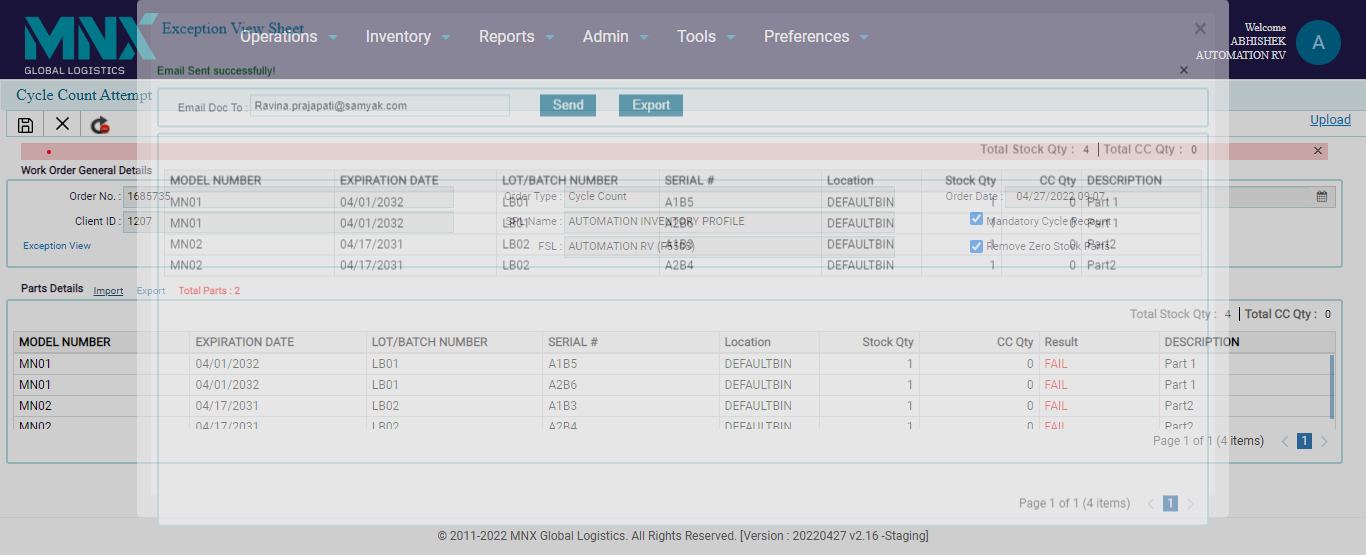 MNX
GLOBAL LOGISTICS
Operations Inventory Reports Admin Tools Preferences
Welcome
ABHISHEK
AUTOMATION RV
A
Exception View Sheet
Email Sent successfully!
Email Doc To : Ravina.prajapati@samyak.com Send Export
Total Stock Qty : 4 Total CC Qty : 0
MODEL NUMBER EXPIRATION DATE LOT/BATCH NUMBER SERIAL # Location Stock Qty CC Qty DESCRIPTION
MN01 04/01/2032 LB01 A1B5 DEFAULTBIN 1 0 Part 1
MN01 04/01/2032 LB01 A2B6 DEFAULTBIN 1 0 Part 1
MN02 04/17/2031 LB02 A1B3 DEFAULTBIN 1 0 Part2
MN02 04/17/2031 LB02 A2B4 DEFAULTBIN 1 0 Part2
Page 1 of 1 (4 items) 1
Cycle Count Attempt
Upload
Work Order General Details
Order No. : 1685735 Order Type : Cycle Count Order Date : 04/27/2022 09:07
Client ID : 1207 Name : AUTOMATION INVENTORY PROFILE Mandatory Cycle Recount
Exception View FSL : AUTOMATION RV Remove Zero Stock Parts
Parts Details Import Export Total Parts : 2
Total Stock Qty : 4 Total CC Qty : 0
MODEL NUMBER EXPIRATION DATE LOT/BATCH NUMBER SERIAL # Location Stock Qty CC Qty Result DESCRIPTION
MN01 04/01/2032 LB01 A1B5 DEFAULTBIN 1 0 FAIL Part 1
MN01 04/01/2032 LB01 A2B6 DEFAULTBIN 1 0 FAIL Part 1
MN02 04/17/2031 LB02 A1B3 DEFAULTBIN 1 0 FAIL Part2
MN02 04/17/2031 LB02 A2B4 DEFAULTBIN 1 0 FAIL Part2
Page 1 of 1 (4 items) 1
© 2011-2022 MNX Global Logistics. All Rights Reserved. [Version : 20220427 v2.16 -Staging]